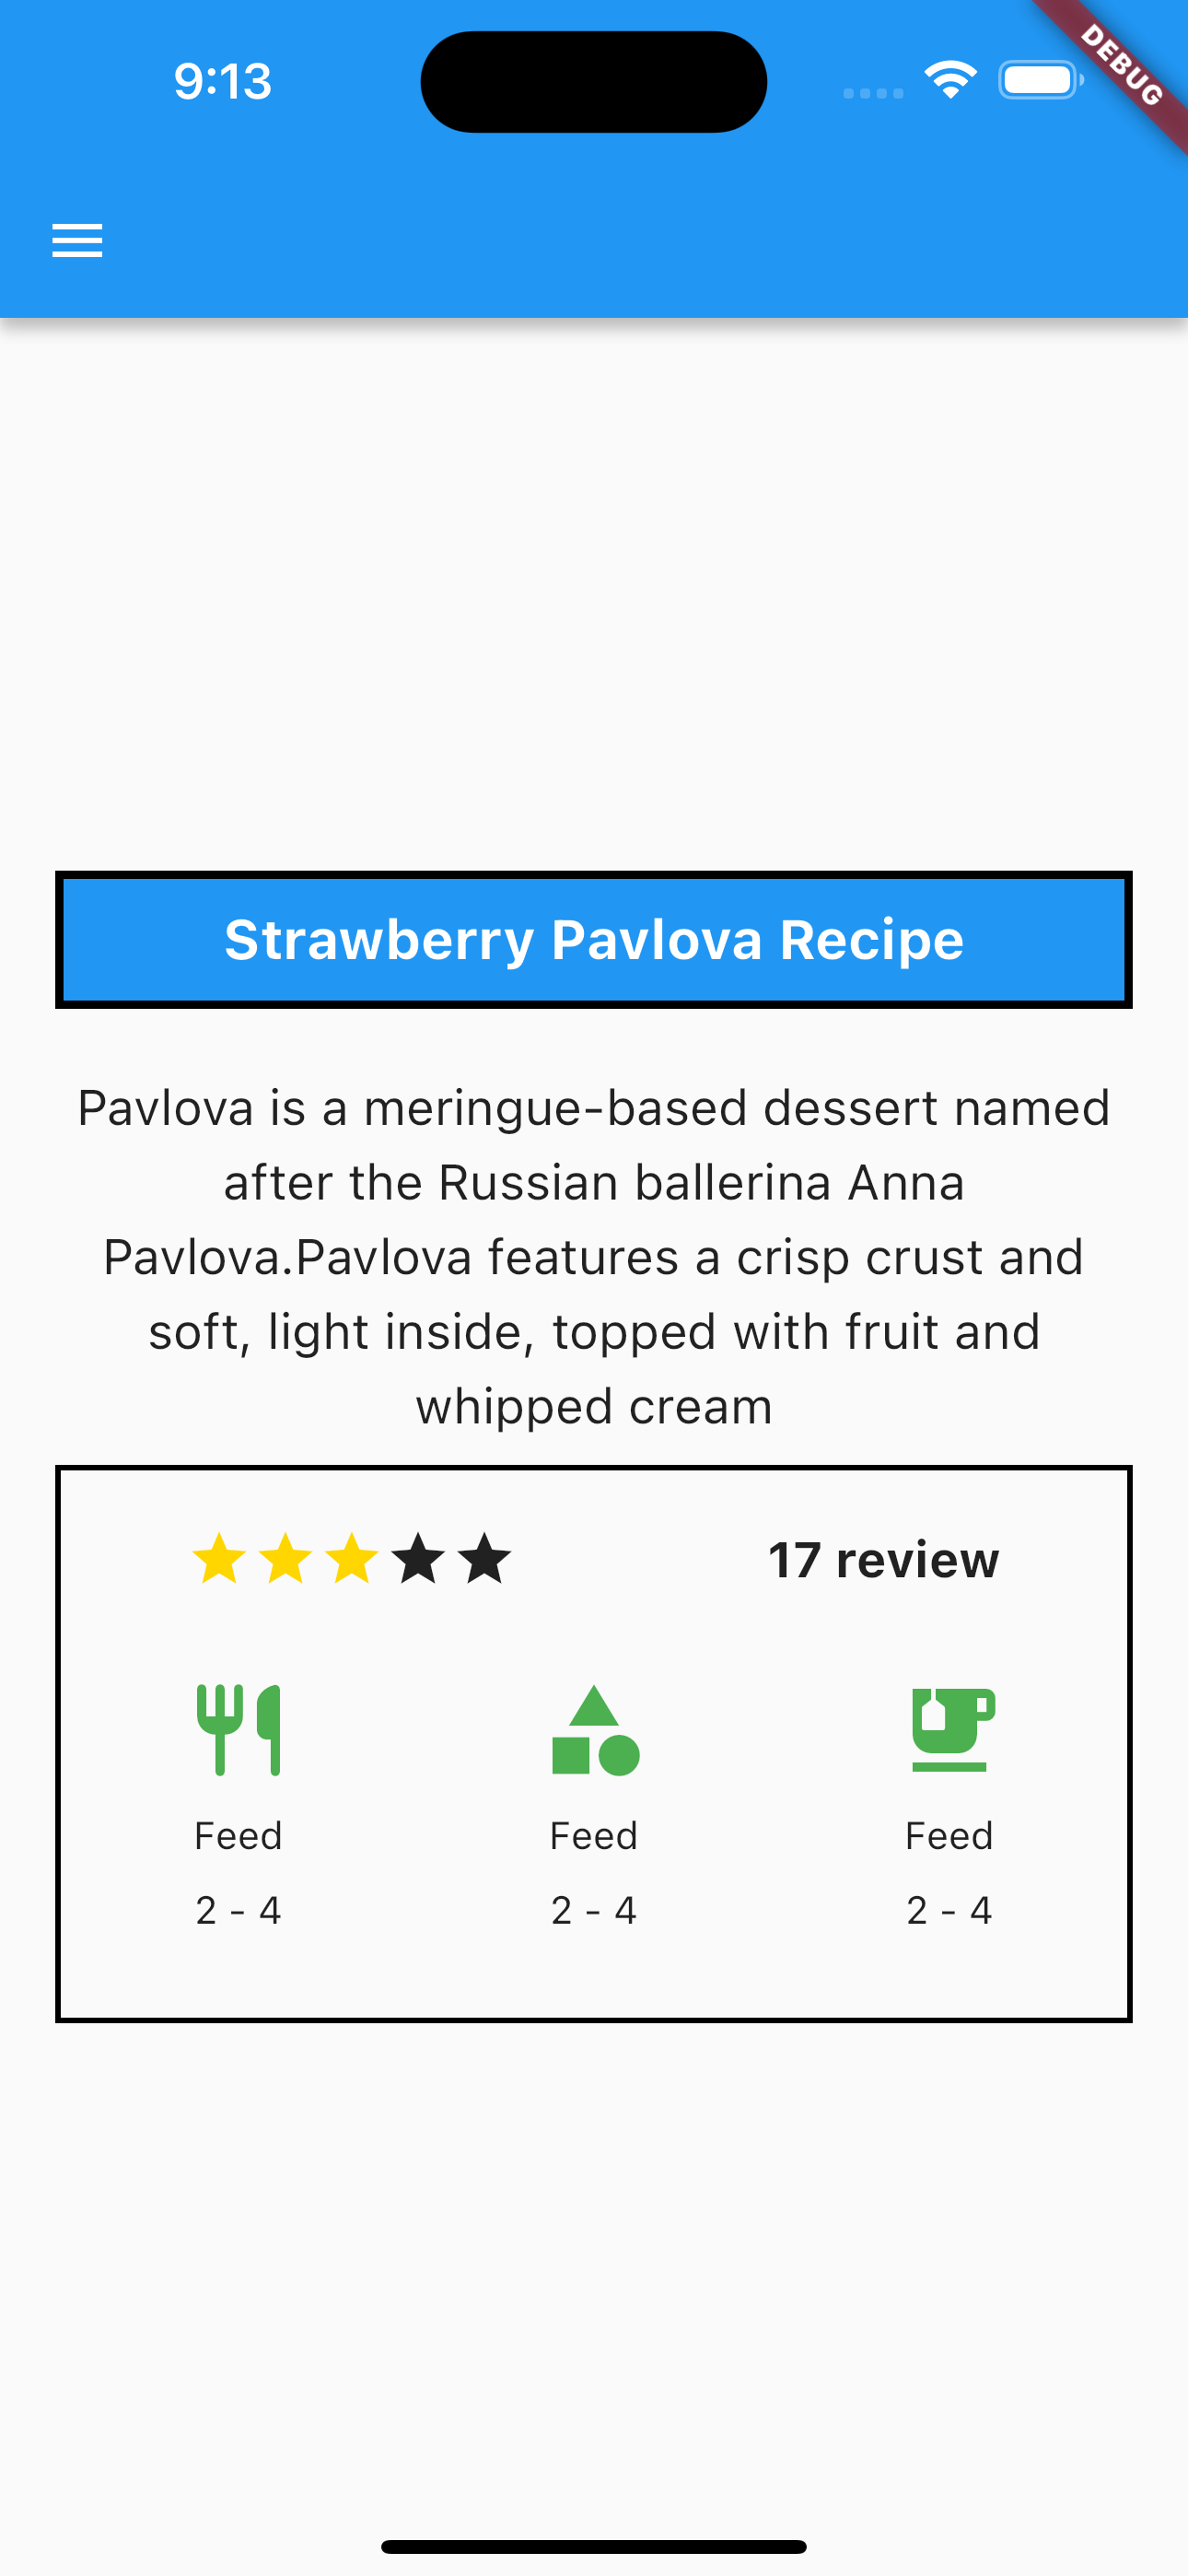 9:13
DEBUG
Strawberry Pavlova Recipe
Pavlova is a meringue-based dessert named
after the Russian ballerina Anna
Pavlova.Pavlova features a crisp crust and
soft, light inside, topped with fruit and
whipped cream
17 review
Feed Feed Feed
2 - 4 2 - 4 2 - 4